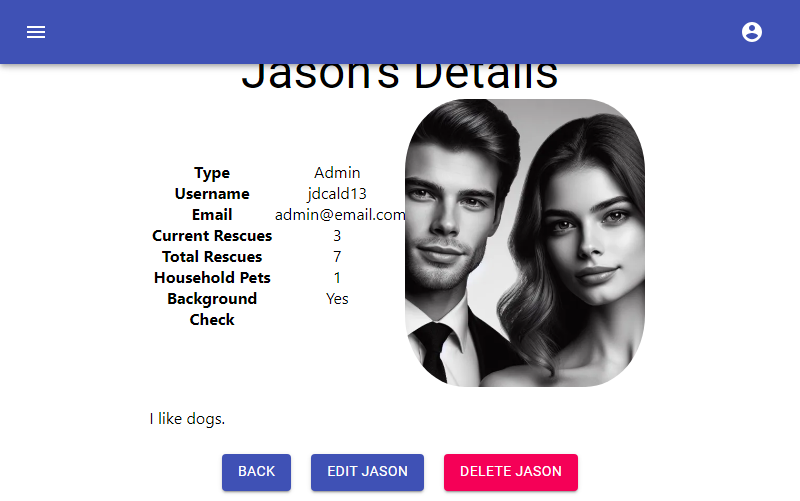 Jason's Details
Type Admin
Username jdcald13
Email admin@email.com
Current Rescues 3
Total Rescues 7
Household Pets 1
Background Yes
Check
I like dogs.
BACK EDIT JASON DELETE JASON